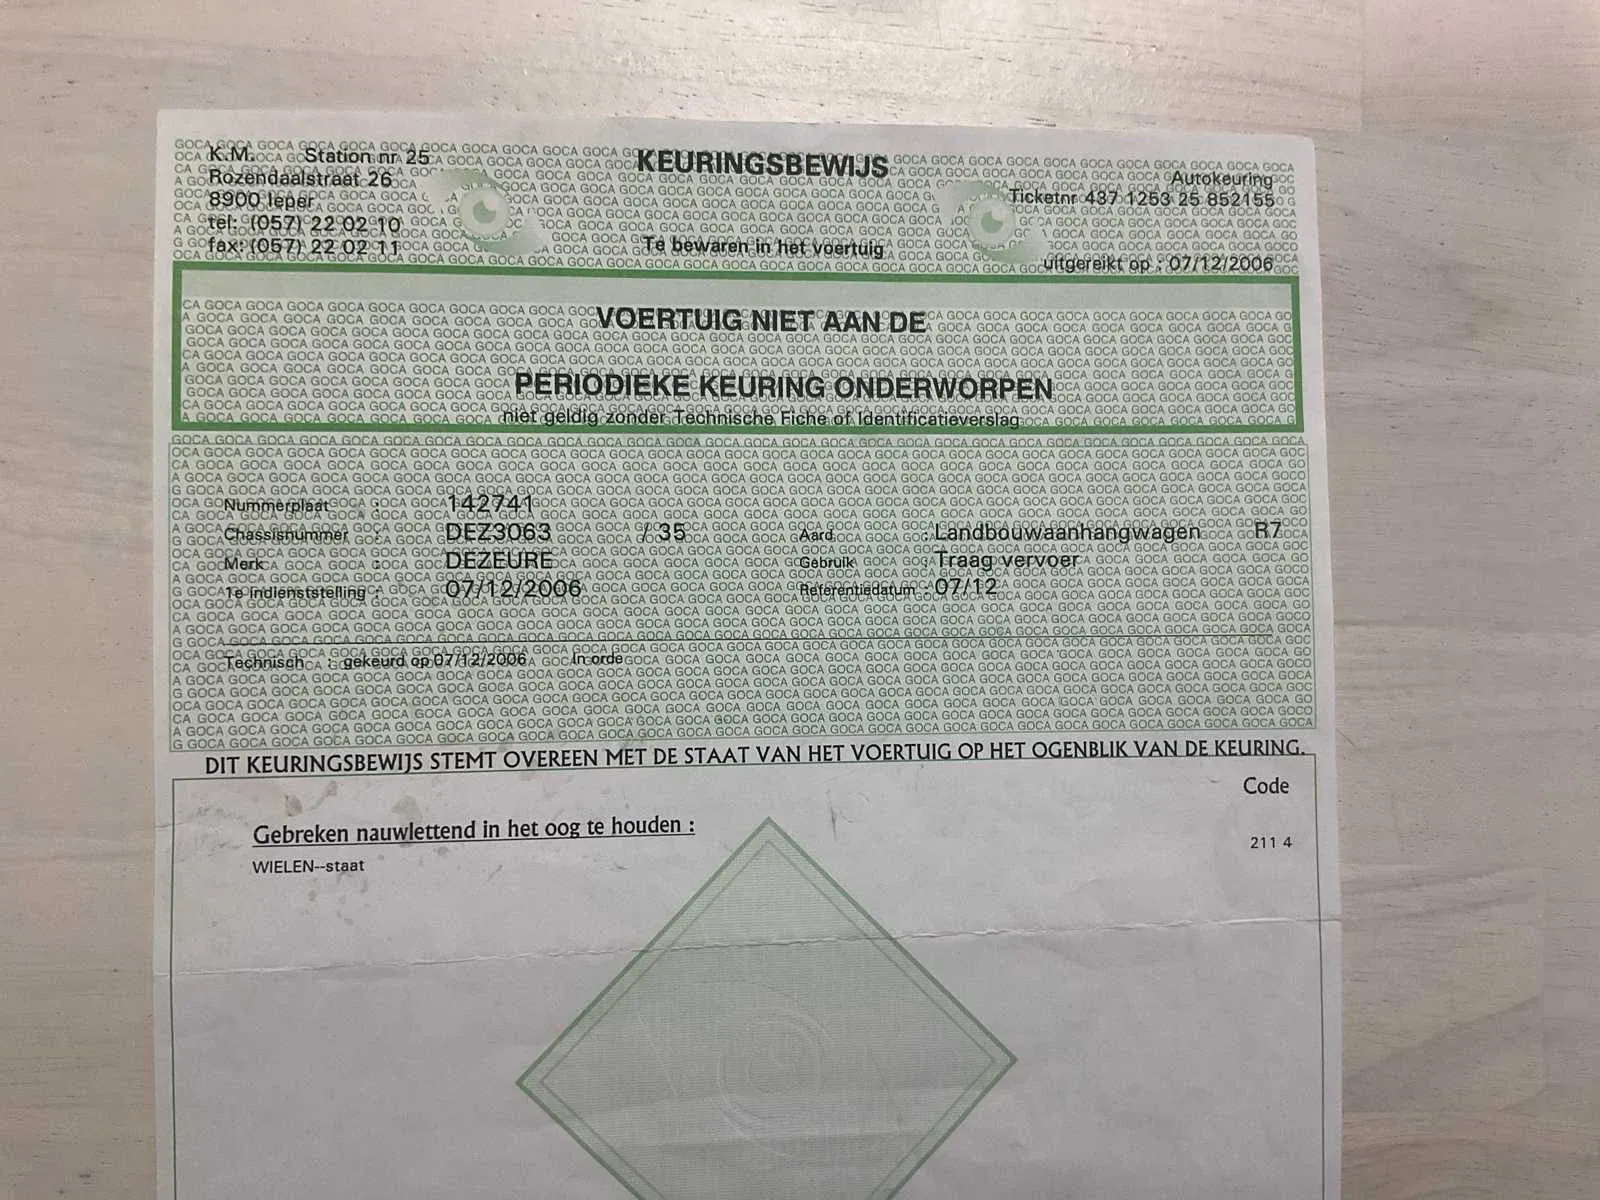 K.M. Station nr 25
Rozendaalstraat 26
8900 Ieper
tel: (057) 22 02 10
fax: (057) 22 02 11
KEURINGSBEWIJS
Te bewaren in het voertuig
Autokeuring
Ticketnr 437 1253 25 852155
uitgereikt op : 07/12/2006
VOERTUIG NIET AAN DE
PERIODIEKE KEURING ONDERWORPEN
niet geldig zonder Technische Fiche of Identificatieverslag
Nummerplaat : 142741
Chassisnummer : DEZ3063 / 35 Aard : Landbouwaanhangwagen R7
Merk : DEZEURE Gebruik : Traag vervoer
1e indienststelling : 07/12/2006 Referentiedatum : 07/12
Technisch : gekeurd op 07/12/2006 In orde
DIT KEURINGSBEWIJS STEMT OVEREEN MET DE STAAT VAN HET VOERTUIG OP HET OGENBLIK VAN DE KEURING.
Code
Gebreken nauwlettend in het oog te houden :
WIELEN--staat 211 4